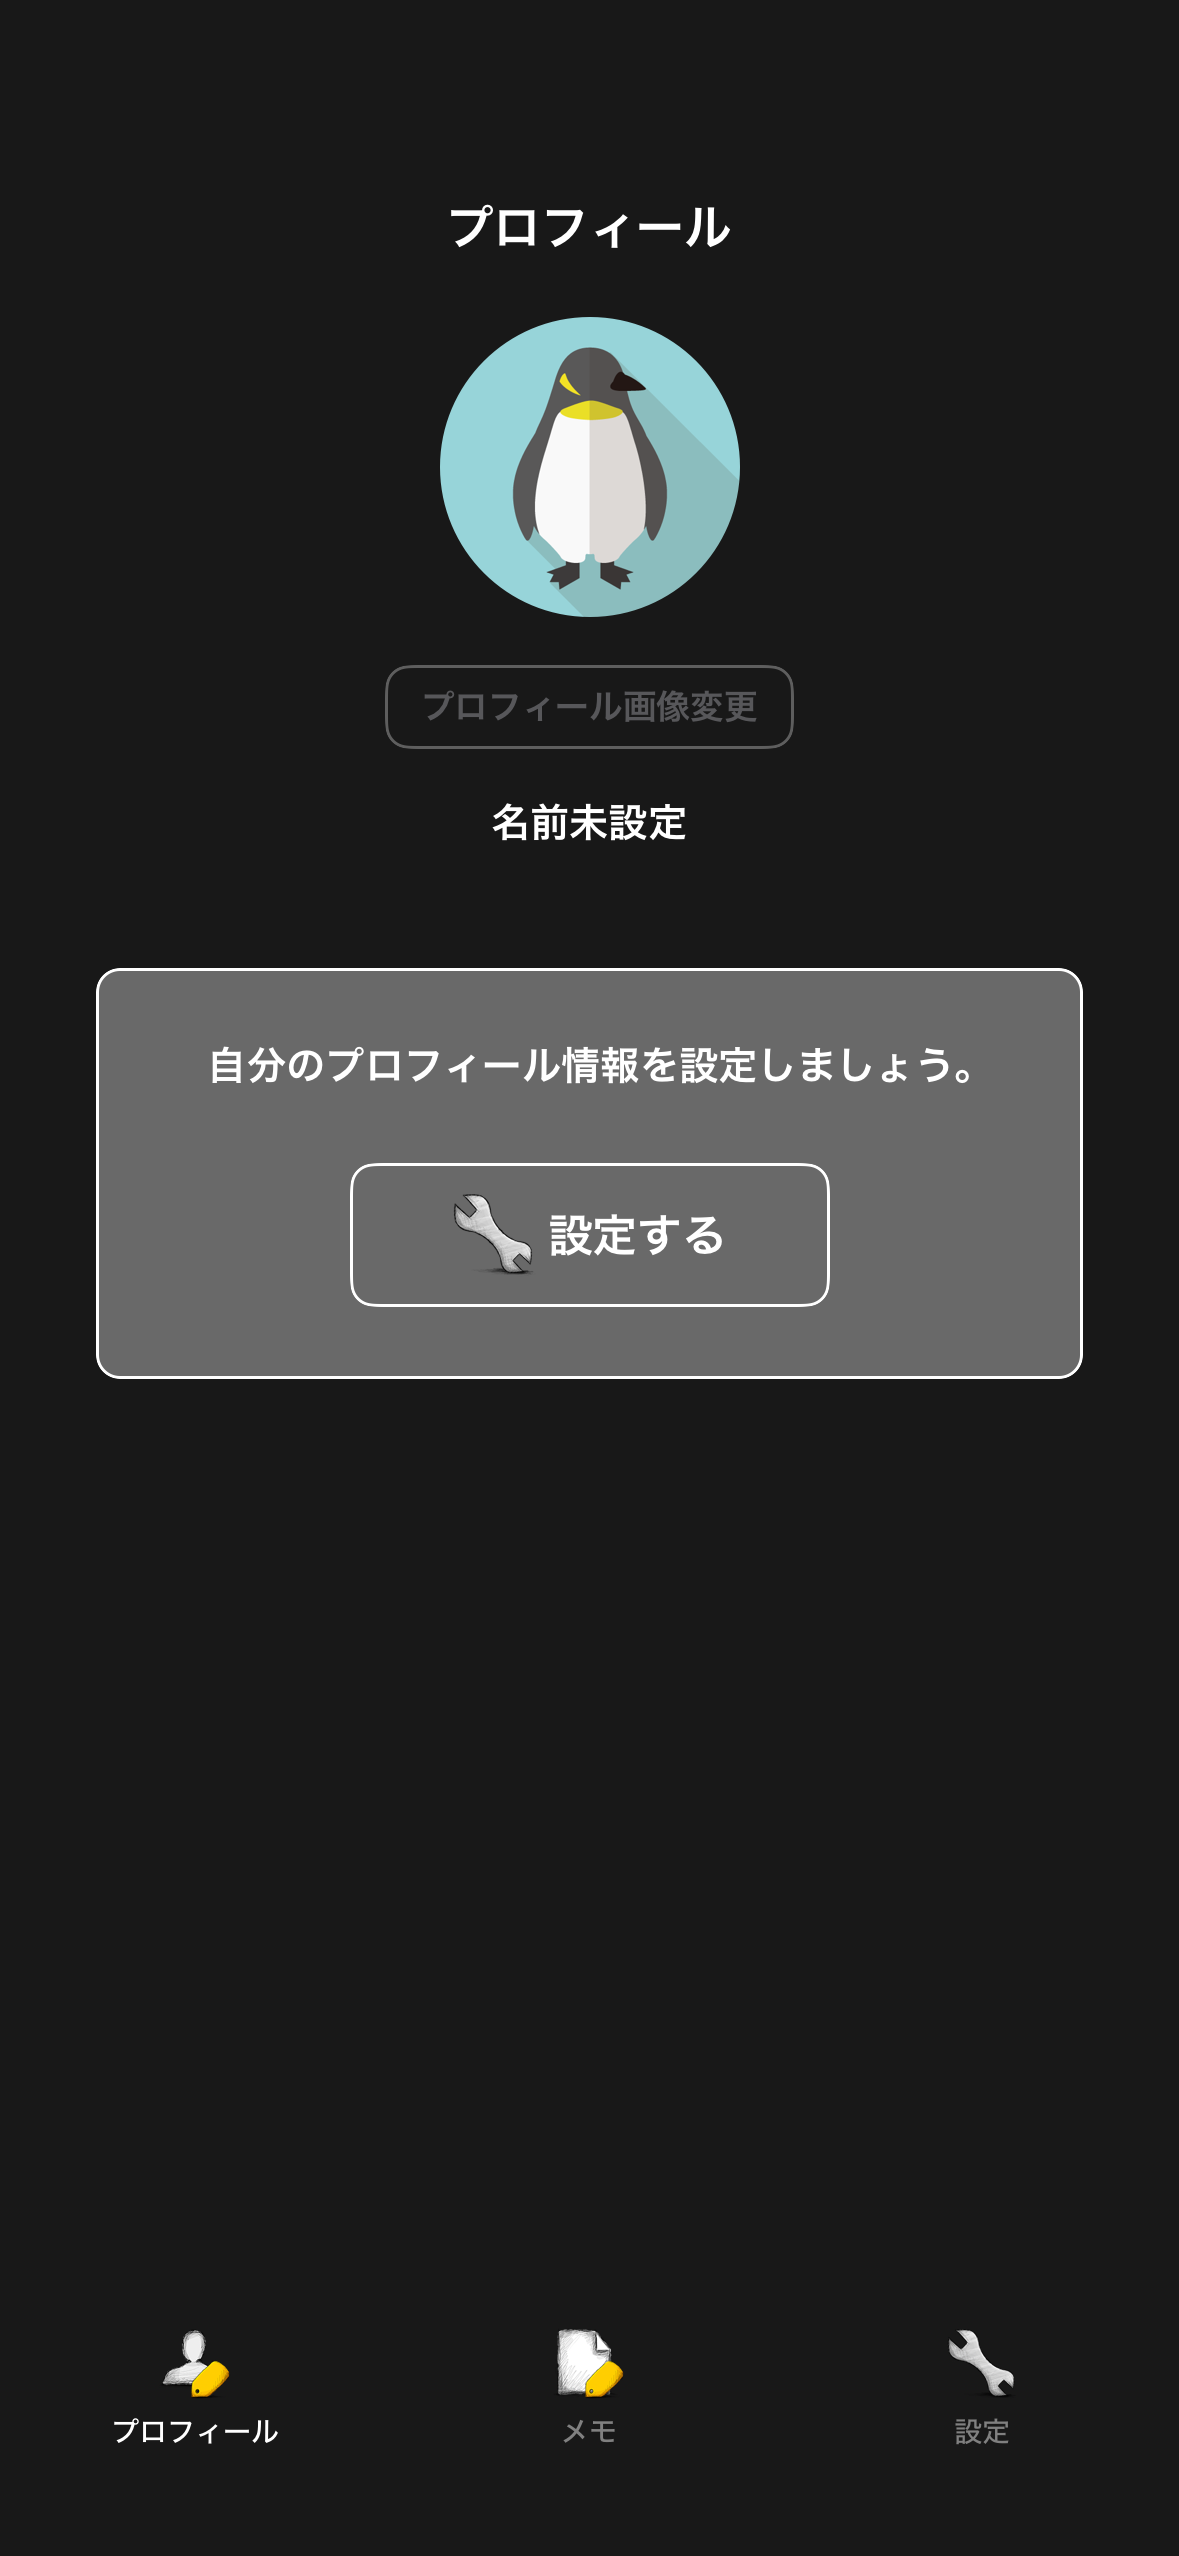 プロフィール
プロフィール画像変更
名前未設定
自分のプロフィール情報を設定しましょう。
設定する
プロフィール
メモ
設定